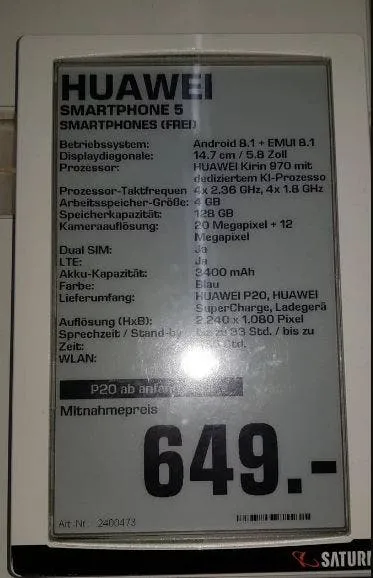 HUAWEI
SMARTPHONE 5
SMARTPHONES (FREI)
Betriebssystem: Android 8.1 + EMUI 8.1
Displaydiagonale: 14.7 cm / 5.8 Zoll
Prozessor: HUAWEI Kirin 970 mit
dediziertem KI-Prozesso
Prozessor-Taktfrequen 4x 2.36 GHz, 4x 1.8 GHz
Arbeitsspeicher-Größe: 4 GB
Speicherkapazität: 128 GB
Kameraauflösung: 20 Megapixel + 12
Megapixel
Dual SIM: Ja
LTE: Ja
Akku-Kapazität: 3400 mAh
Farbe: Blau
Lieferumfang: HUAWEI P20, HUAWEI
SuperCharge, Ladegerä
Auflösung (HxB): 2.240 x 1.080 Pixel
Sprechzeit / Stand-by bis zu 33 Std. / bis zu
Zeit: Std.
WLAN:
P20 ab anfan
Mitnahmepreis
649.-
Art.Nr.: 2400473
SATUR